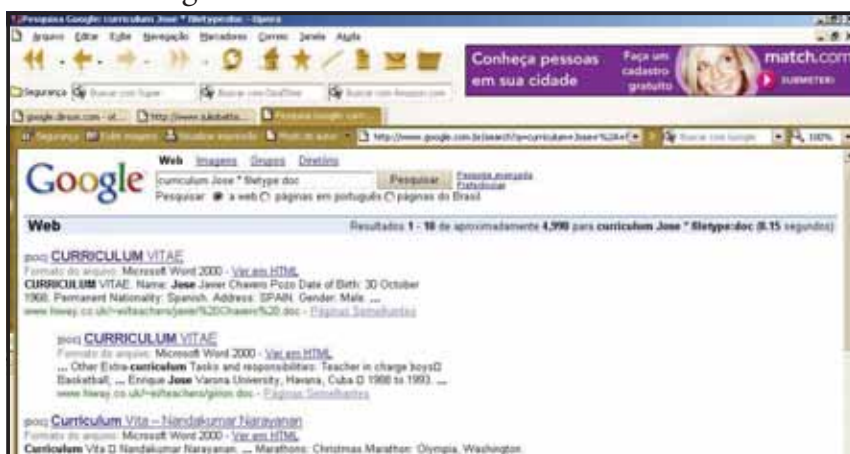 Pesquisa Google: curriculum Jose * filetype:doc - Opera
Arquivo Editar Exibir Navegação Marcadores Correio Janela Ajuda
Conheça pessoas
em sua cidade
Faça um
cadastro
gratuito
match.com
SUBMETER!
Segurança
Web Imagens Grupos Diretório
Google
curriculum Jose * filetype doc
Pesquisar
Pesquisa avançada
Preferências
Pesquisar: a web páginas em português páginas do Brasil
Web
Resultados 1 - 10 de aproximadamente 4,990 para curriculum Jose * filetype:doc (0.15 segundos)
[DOC] CURRICULUM VITAE
Formato do arquivo: Microsoft Word 2000 - Ver em HTML
CURRICULUM VITAE. Name: Jose Javier Chavero Pozo Date of Birth: 30 October
1968. Permanent Nationality: Spanish. Address: SPAIN. Gender: Male. ...
Páginas Semelhantes
[DOC] CURRICULUM VITAE
Formato do arquivo: Microsoft Word 2000 - Ver em HTML
... Other Extra-curriculum Tasks and responsibilities: Teacher in charge boys
Basketball; ... Enrique Jose Varona University, Havana, Cuba 1988 to 1993. ...
Páginas Semelhantes
[DOC] Curriculum Vita – Nandakumar Narayanan
Formato do arquivo: Microsoft Word 2000 - Ver em HTML
Curriculum Vita Nandakumar Narayanan. ... Marathons: Christmas Marathon: Olympia, Washington.